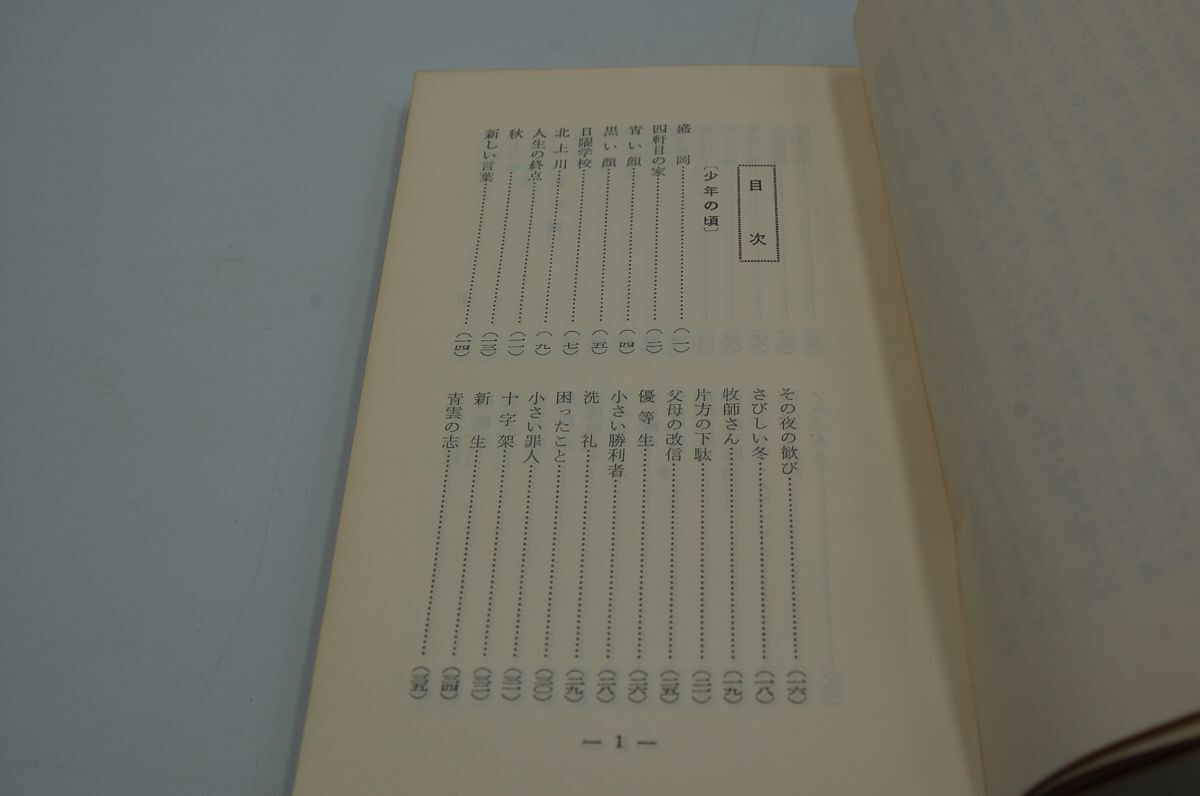 目次
〔少年の頃〕
盛岡……………………(一)
四軒目の家……………………(二)
青い顔……………………(四)
黒い顔……………………(五)
日曜学校……………………(七)
北上川……………………(九)
人生の終点……………………(一一)
秋……………………(一三)
新しい言葉……………………(一四)
その夜の歓び……………………(一六)
さびしい冬……………………(一八)
牧師さん……………………(一九)
片方の下駄……………………(二一)
父母の改信……………………(二五)
優等生……………………(二六)
小さい勝利者……………………(二八)
洗礼……………………(二九)
困ったこと……………………(三〇)
小さい罪人……………………(三一)
十字架……………………(三二)
新生……………………(三四)
青雲の志……………………(三五)
— 1 —